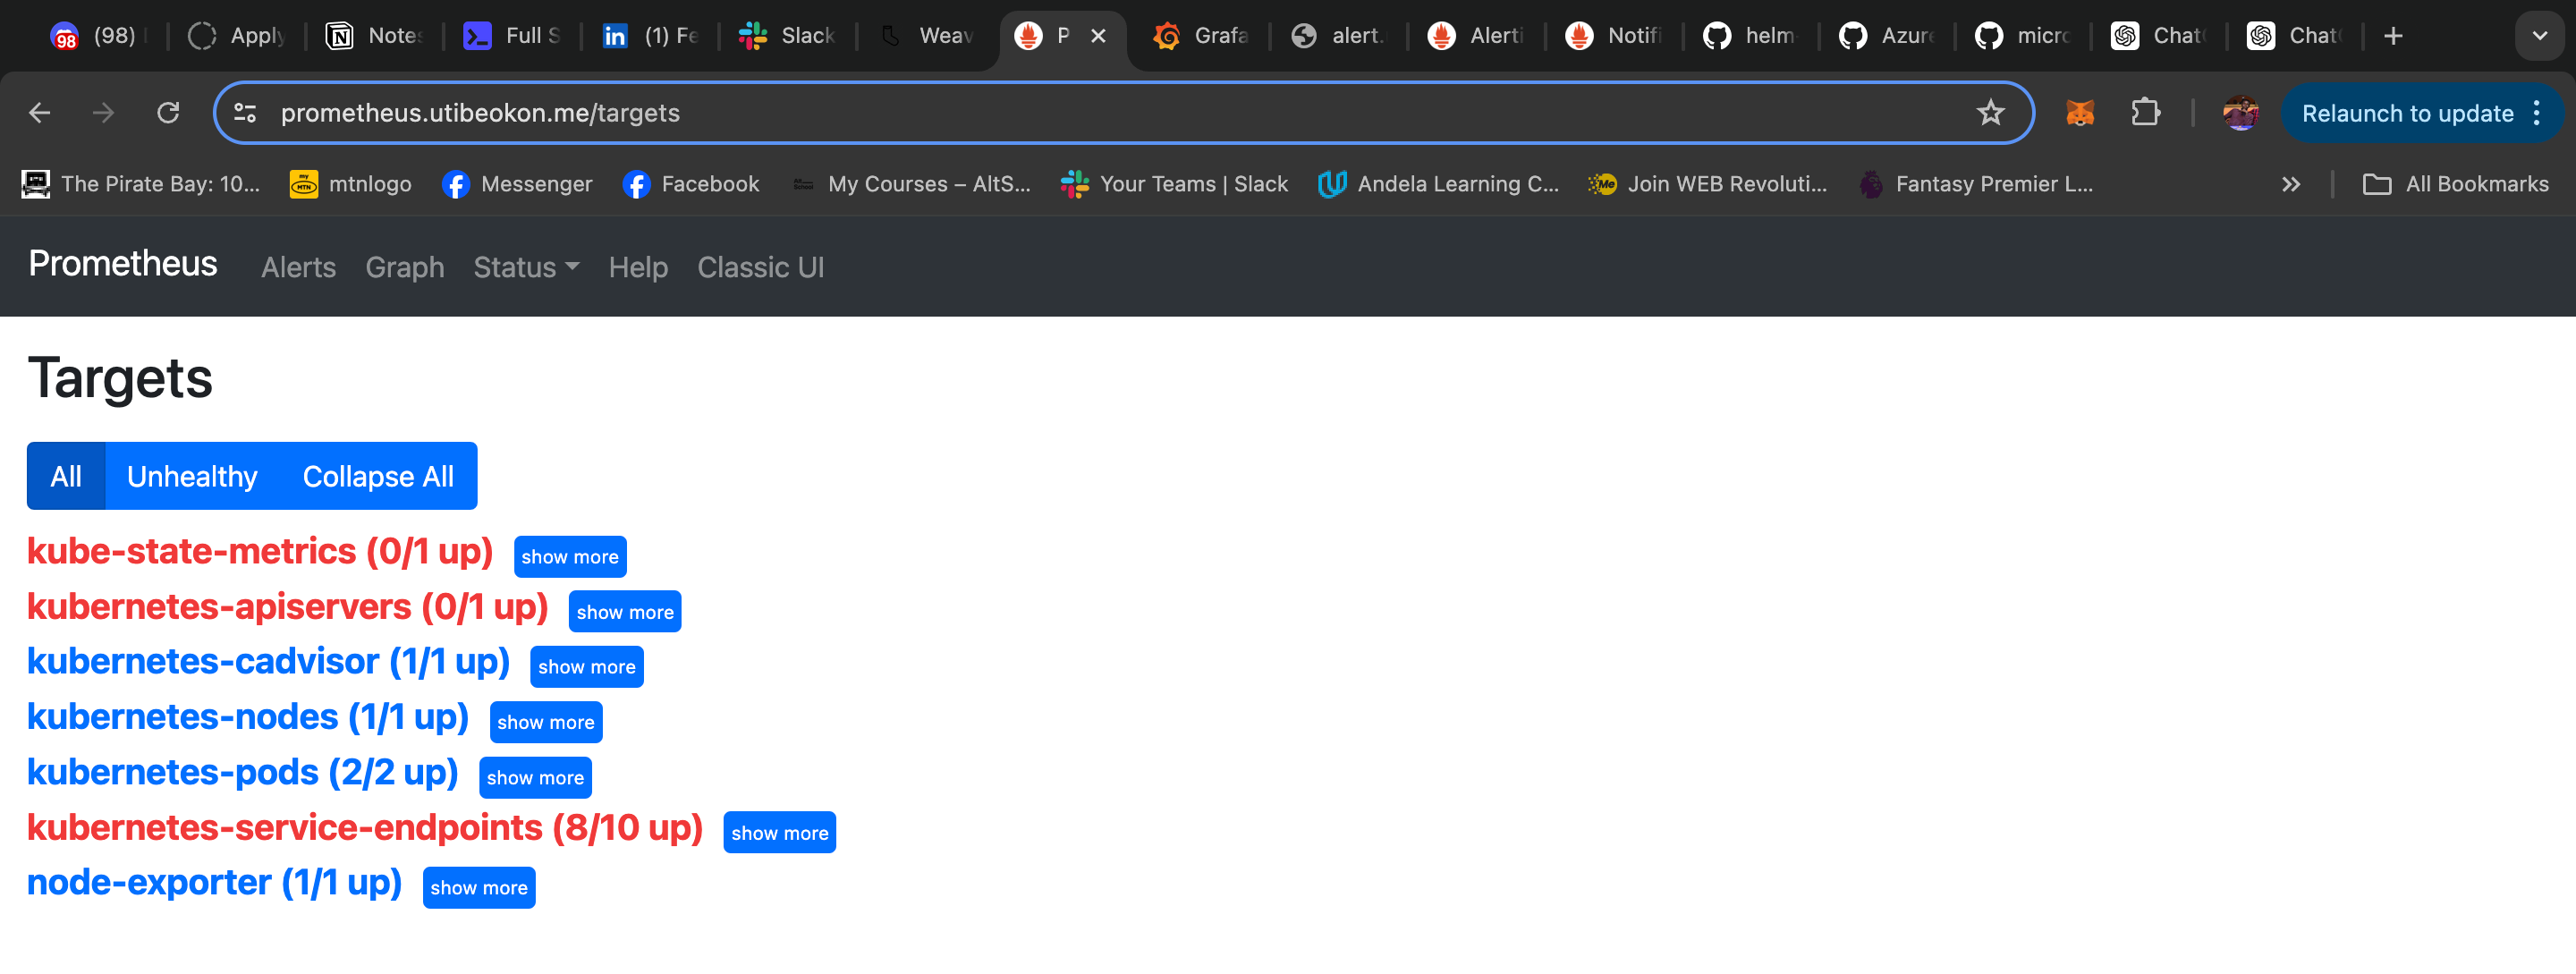 (98)
Apply
Notes
Full S
(1) Fe
Slack
Weav
P
Grafa
alert.
Alerti
Notifi
helm-
Azure
micro
Chat
Chat
prometheus.utibeokon.me/targets
Relaunch to update
The Pirate Bay: 10...
mtnlogo
Messenger
Facebook
My Courses – AltS...
Your Teams | Slack
Andela Learning C...
Join WEB Revoluti...
Fantasy Premier L...
All Bookmarks
Prometheus Alerts Graph Status Help Classic UI
Targets
All Unhealthy Collapse All
kube-state-metrics (0/1 up) show more
kubernetes-apiservers (0/1 up) show more
kubernetes-cadvisor (1/1 up) show more
kubernetes-nodes (1/1 up) show more
kubernetes-pods (2/2 up) show more
kubernetes-service-endpoints (8/10 up) show more
node-exporter (1/1 up) show more